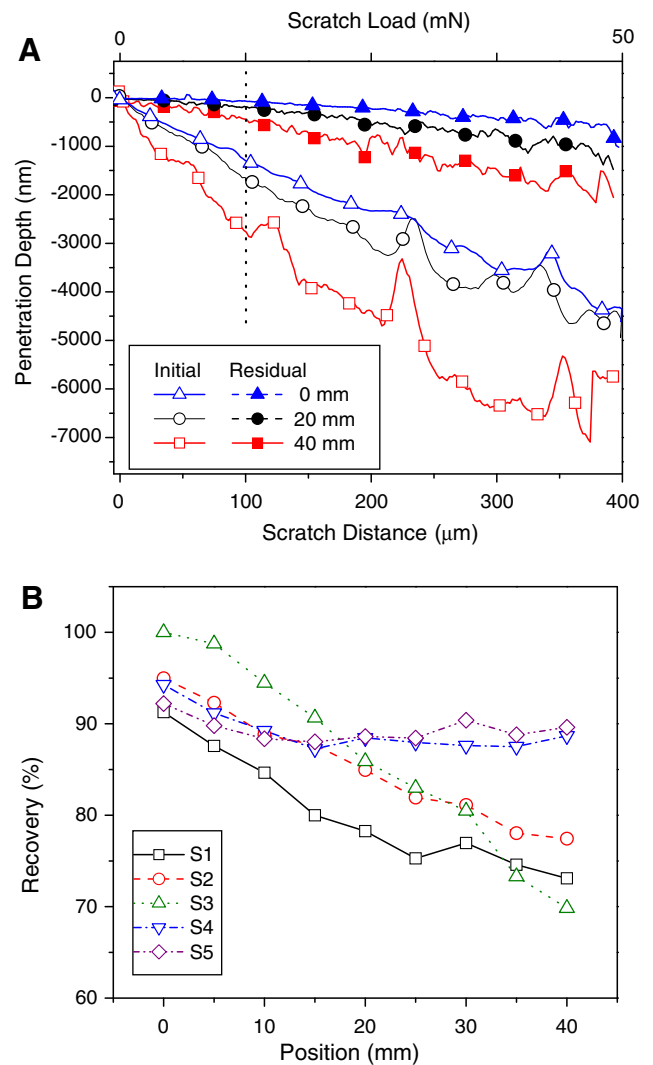 Scratch Load (mN)
0 50
A
0
-1000
-2000
-3000
-4000
-5000
-6000
-7000
Penetration Depth (nm)
Initial Residual
0 mm
20 mm
40 mm
0 100 200 300 400
Scratch Distance (μm)
B
100
90
80
70
60
Recovery (%)
S1
S2
S3
S4
S5
0 10 20 30 40
Position (mm)